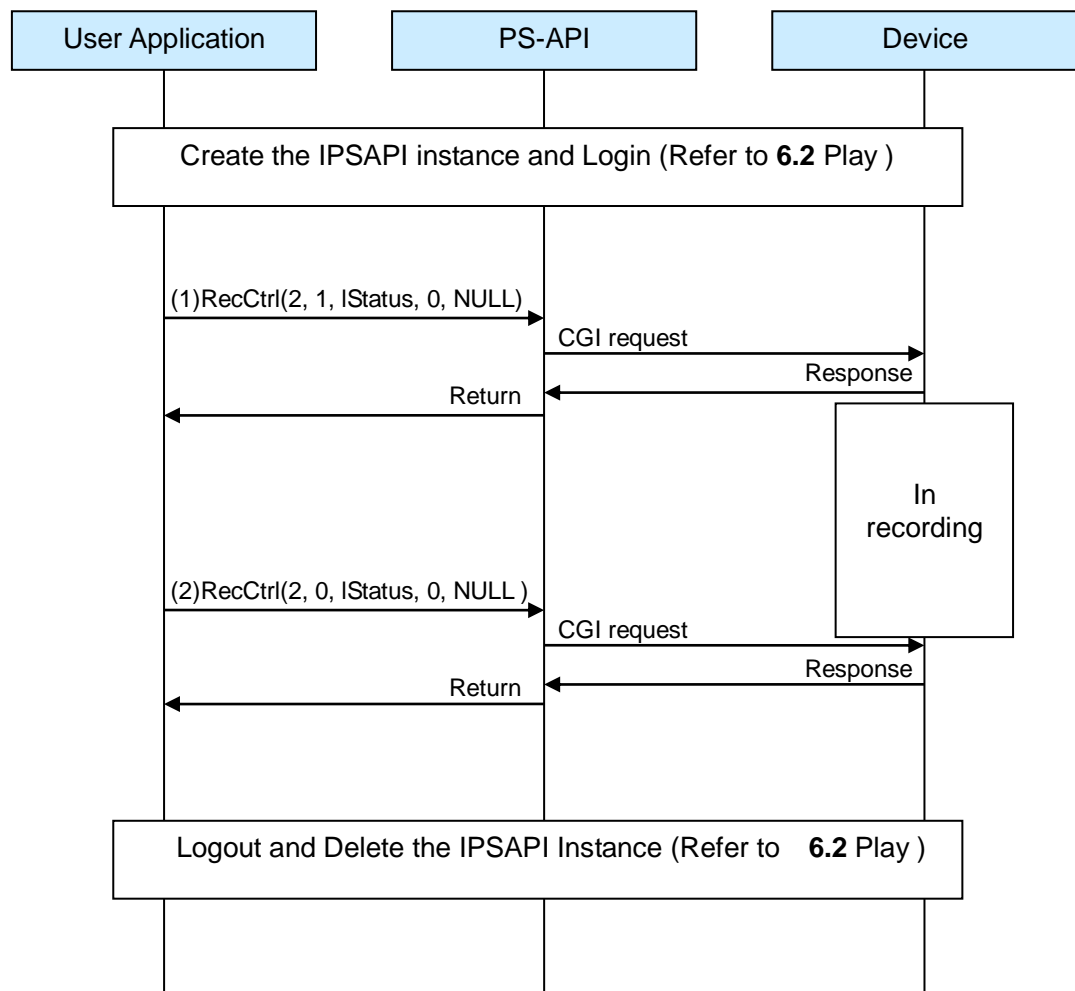 User Application
PS-API
Device
Create the IPSAPI instance and Login (Refer to 6.2 Play )
(1)RecCtrl(2, 1, lStatus, 0, NULL)
CGI request
Response
Return
In
recording
(2)RecCtrl(2, 0, lStatus, 0, NULL )
CGI request
Response
Return
Logout and Delete the IPSAPI Instance (Refer to 6.2 Play )